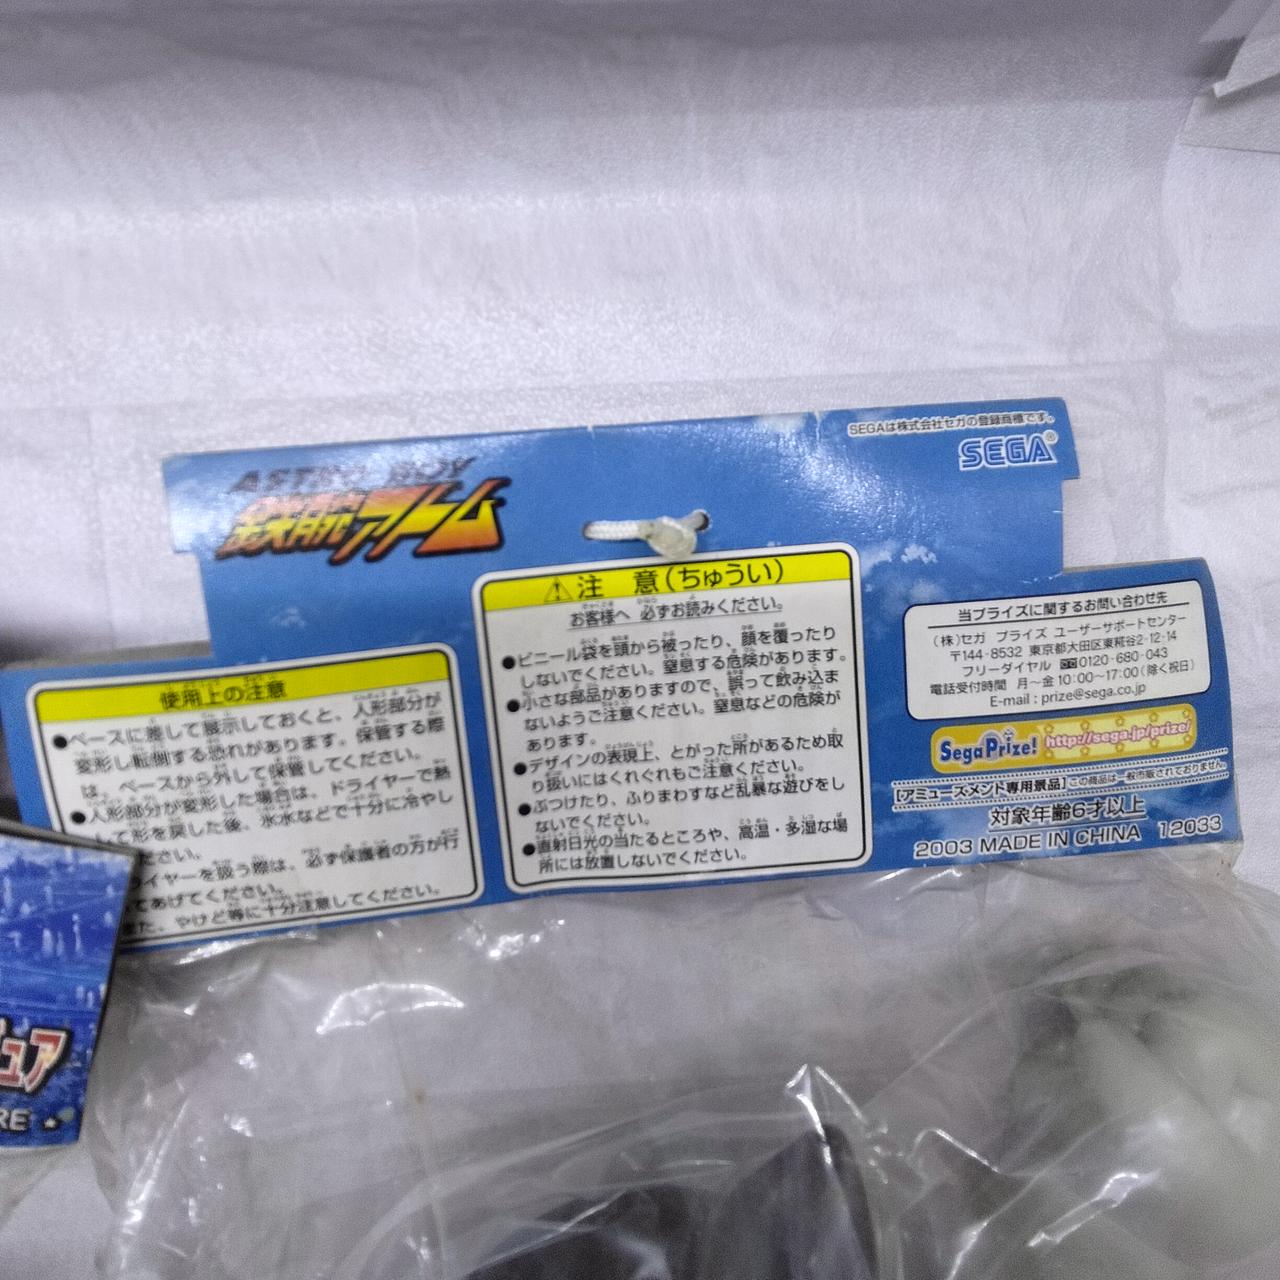 SEGAは株式会社セガの登録商標です。
SEGA®
ASTRO BOY
鉄腕アトム
使用上の注意
●ベースに差して展示しておくと、人形部分が
変形し転倒する恐れがあります。保管する際
は、ベースから外して保管してください。
●人形部分が変形した場合は、ドライヤーで熱
して形を戻した後、氷水などで十分に冷やし
ださい。
ライヤーを扱う際は、必ず保護者の方が行
てあげてください。
また、やけど等に十分注意してください。
⚠注 意(ちゅうい)
お客様へ 必ずお読みください。
●ビニール袋を頭から被ったり、顔を覆ったり
しないでください。窒息する危険があります。
●小さな部品がありますので、誤って飲み込ま
ないようご注意ください。窒息などの危険が
あります。
●デザインの表現上、とがった所があるため取
り扱いにはくれぐれもご注意ください。
●ぶつけたり、ふりまわすなど乱暴な遊びをし
ないでください。
●直射日光の当たるところや、高温・多湿な場
所には放置しないでください。
当プライズに関するお問い合わせ先
(株)セガ プライズ ユーザーサポートセンター
〒144-8532 東京都大田区東糀谷2-12-14
フリーダイヤル 0120-680-043
電話受付時間 月〜金 10:00〜17:00(除く祝日)
E-mail : prize@sega.co.jp
Sega Prize! http://sega.jp/prize/
【アミューズメント専用景品】この商品は一般市販されておりません。
対象年齢6才以上
2003 MADE IN CHINA 12033
ュア
RE